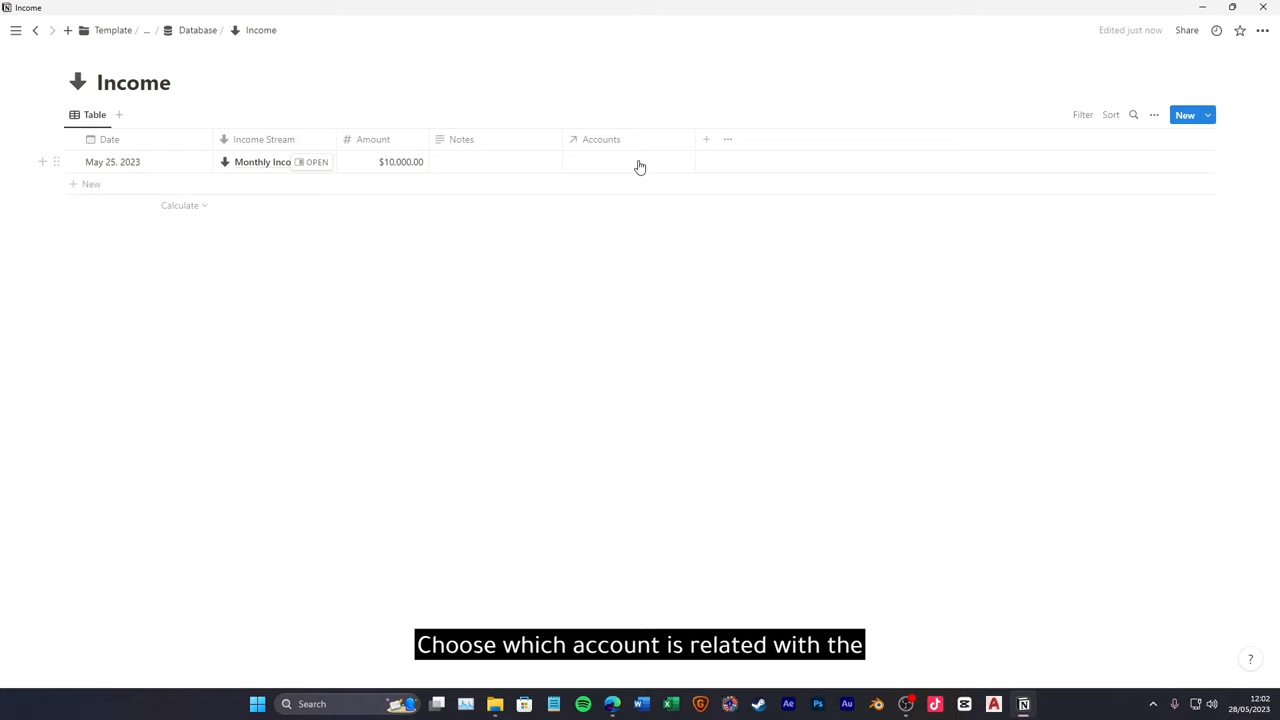 Income
Template / ... / Database / Income
Edited just now Share
Income
Table
Filter Sort New
Date Income Stream # Amount Notes Accounts
May 25, 2023 Monthly Inco OPEN $10,000.00
New
Calculate
Choose which account is related with the
?
Search
12:02
28/05/2023